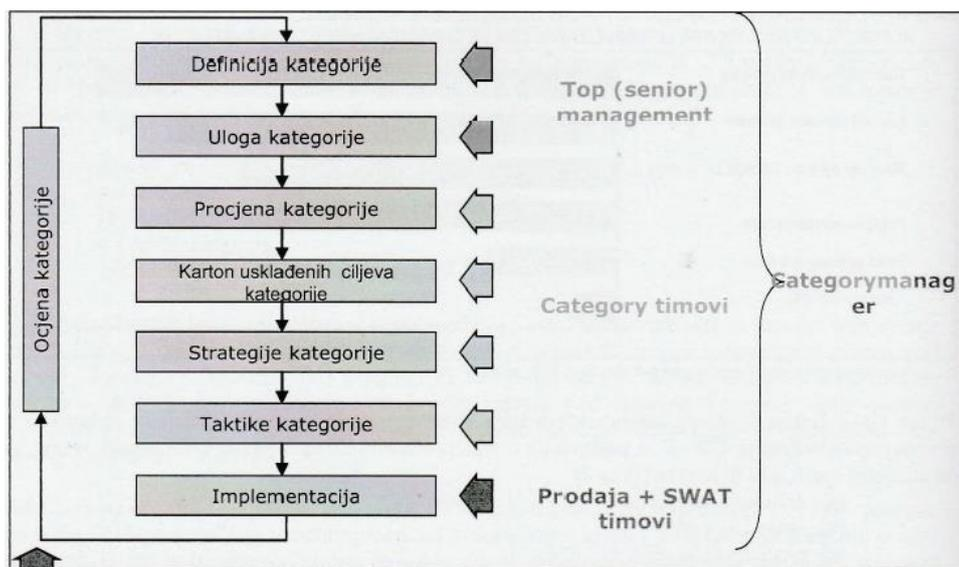 Definicija kategorije
Top (senior)
management
Uloga kategorije
Procjena kategorije
Ocjena kategorije
Karton usklađenih ciljeva
kategorije
Category timovi
Sategorymanag
er
Strategije kategorije
Taktike kategorije
Implementacija
Prodaja + SWAT
timovi